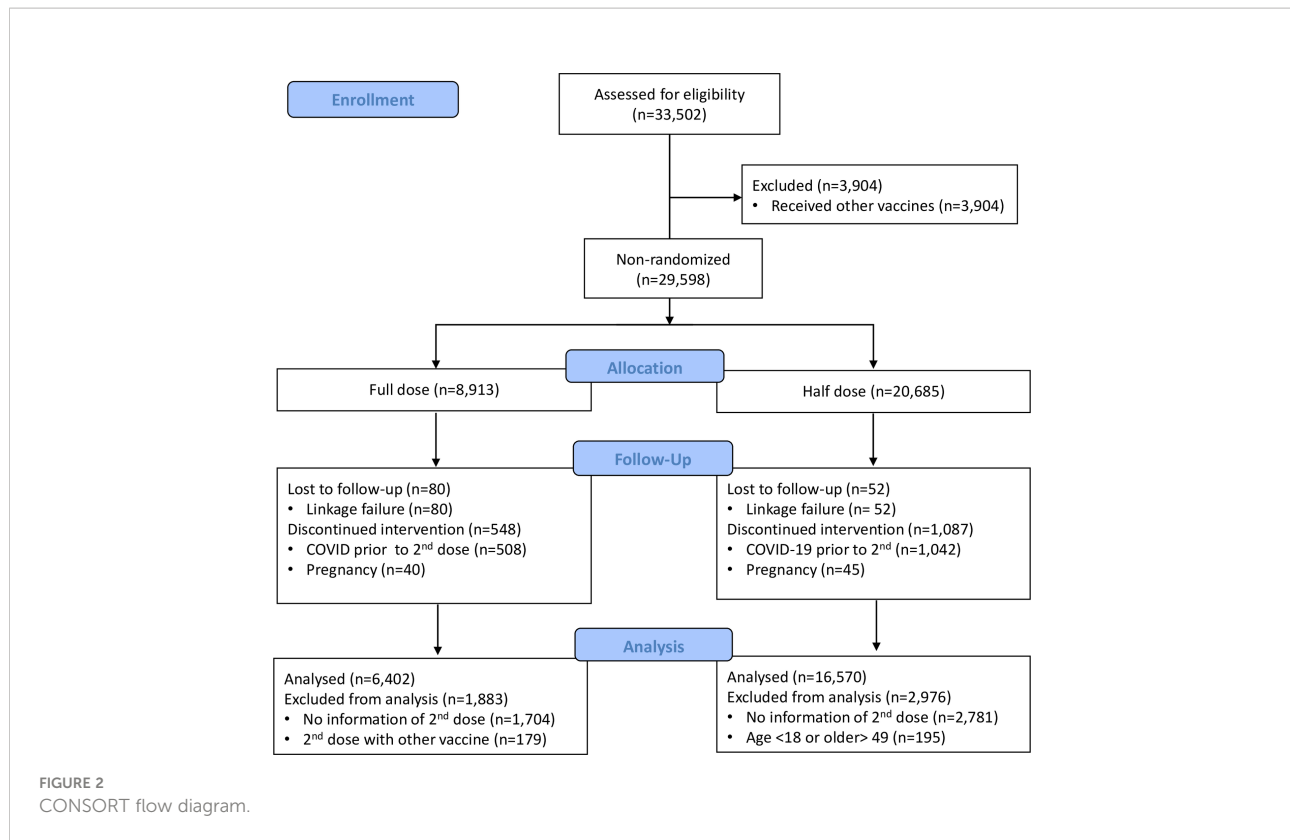 Enrollment
Assessed for eligibility
(n=33,502)
Excluded (n=3,904)
• Received other vaccines (n=3,904)
Non-randomized
(n=29,598)
Allocation
Full dose (n=8,913)
Half dose (n=20,685)
Follow-Up
Lost to follow-up (n=80)
• Linkage failure (n=80)
Discontinued intervention (n=548)
• COVID prior to 2nd dose (n=508)
• Pregnancy (n=40)
Lost to follow-up (n=52)
• Linkage failure (n= 52)
Discontinued intervention (n=1,087)
• COVID-19 prior to 2nd (n=1,042)
• Pregnancy (n=45)
Analysis
Analysed (n=6,402)
Excluded from analysis (n=1,883)
• No information of 2nd dose (n=1,704)
• 2nd dose with other vaccine (n=179)
Analysed (n=16,570)
Excluded from analysis (n=2,976)
• No information of 2nd dose (n=2,781)
• Age <18 or older> 49 (n=195)
FIGURE 2
CONSORT flow diagram.